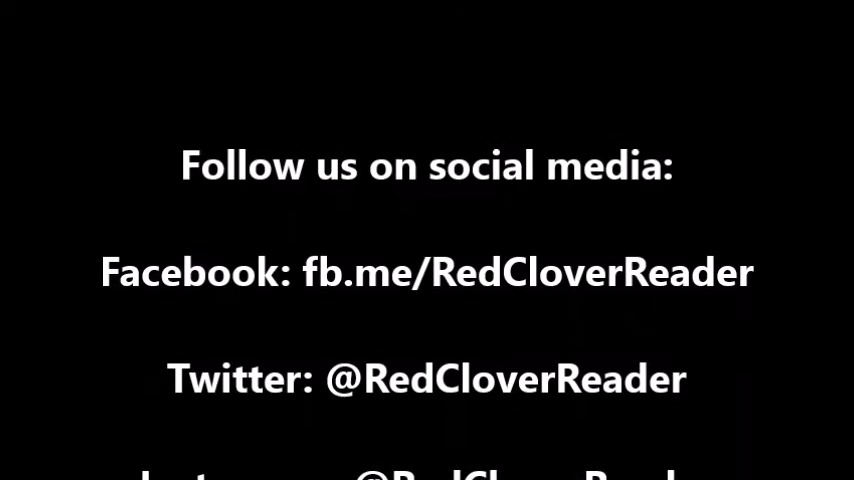 Follow us on social media:
Facebook: fb.me/RedCloverReader
Twitter: @RedCloverReader